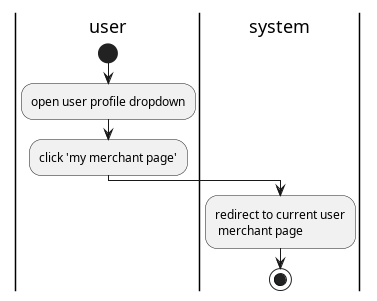 user
system
open user profile dropdown
click 'my merchant page'
redirect to current user
merchant page